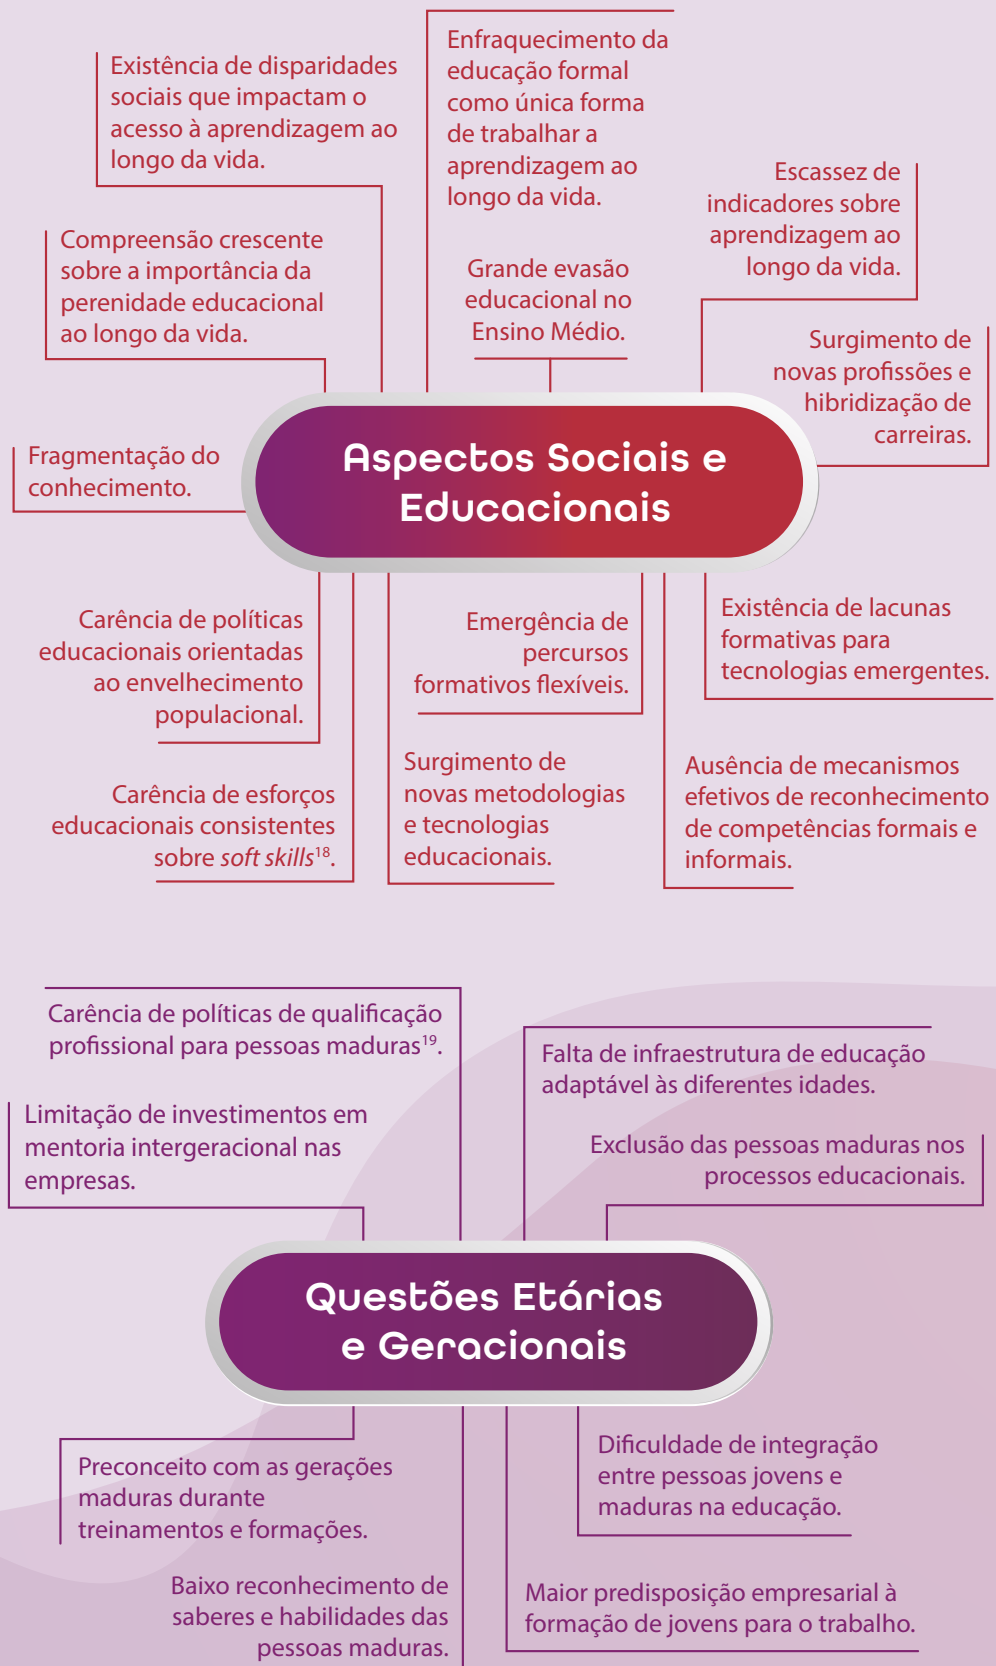 Existência de disparidades
sociais que impactam o
acesso à aprendizagem ao
longo da vida.
Enfraquecimento da
educação formal
como única forma
de trabalhar a
aprendizagem ao
longo da vida.
Escassez de
indicadores sobre
aprendizagem ao
longo da vida.
Compreensão crescente
sobre a importância da
perenidade educacional
ao longo da vida.
Grande evasão
educacional no
Ensino Médio.
Surgimento de
novas profissões e
hibridização de
carreiras.
Fragmentação do
conhecimento.
Aspectos Sociais e
Educacionais
Carência de políticas
educacionais orientadas
ao envelhecimento
populacional.
Emergência de
percursos
formativos flexíveis.
Existência de lacunas
formativas para
tecnologias emergentes.
Carência de esforços
educacionais consistentes
sobre soft skills¹⁸.
Surgimento de
novas metodologias
e tecnologias
educacionais.
Ausência de mecanismos
efetivos de reconhecimento
de competências formais e
informais.
Carência de políticas de qualificação
profissional para pessoas maduras¹⁹.
Falta de infraestrutura de educação
adaptável às diferentes idades.
Limitação de investimentos em
mentoria intergeracional nas
empresas.
Exclusão das pessoas maduras nos
processos educacionais.
Questões Etárias
e Geracionais
Preconceito com as gerações
maduras durante
treinamentos e formações.
Dificuldade de integração
entre pessoas jovens e
maduras na educação.
Baixo reconhecimento de
saberes e habilidades das
pessoas maduras.
Maior predisposição empresarial à
formação de jovens para o trabalho.